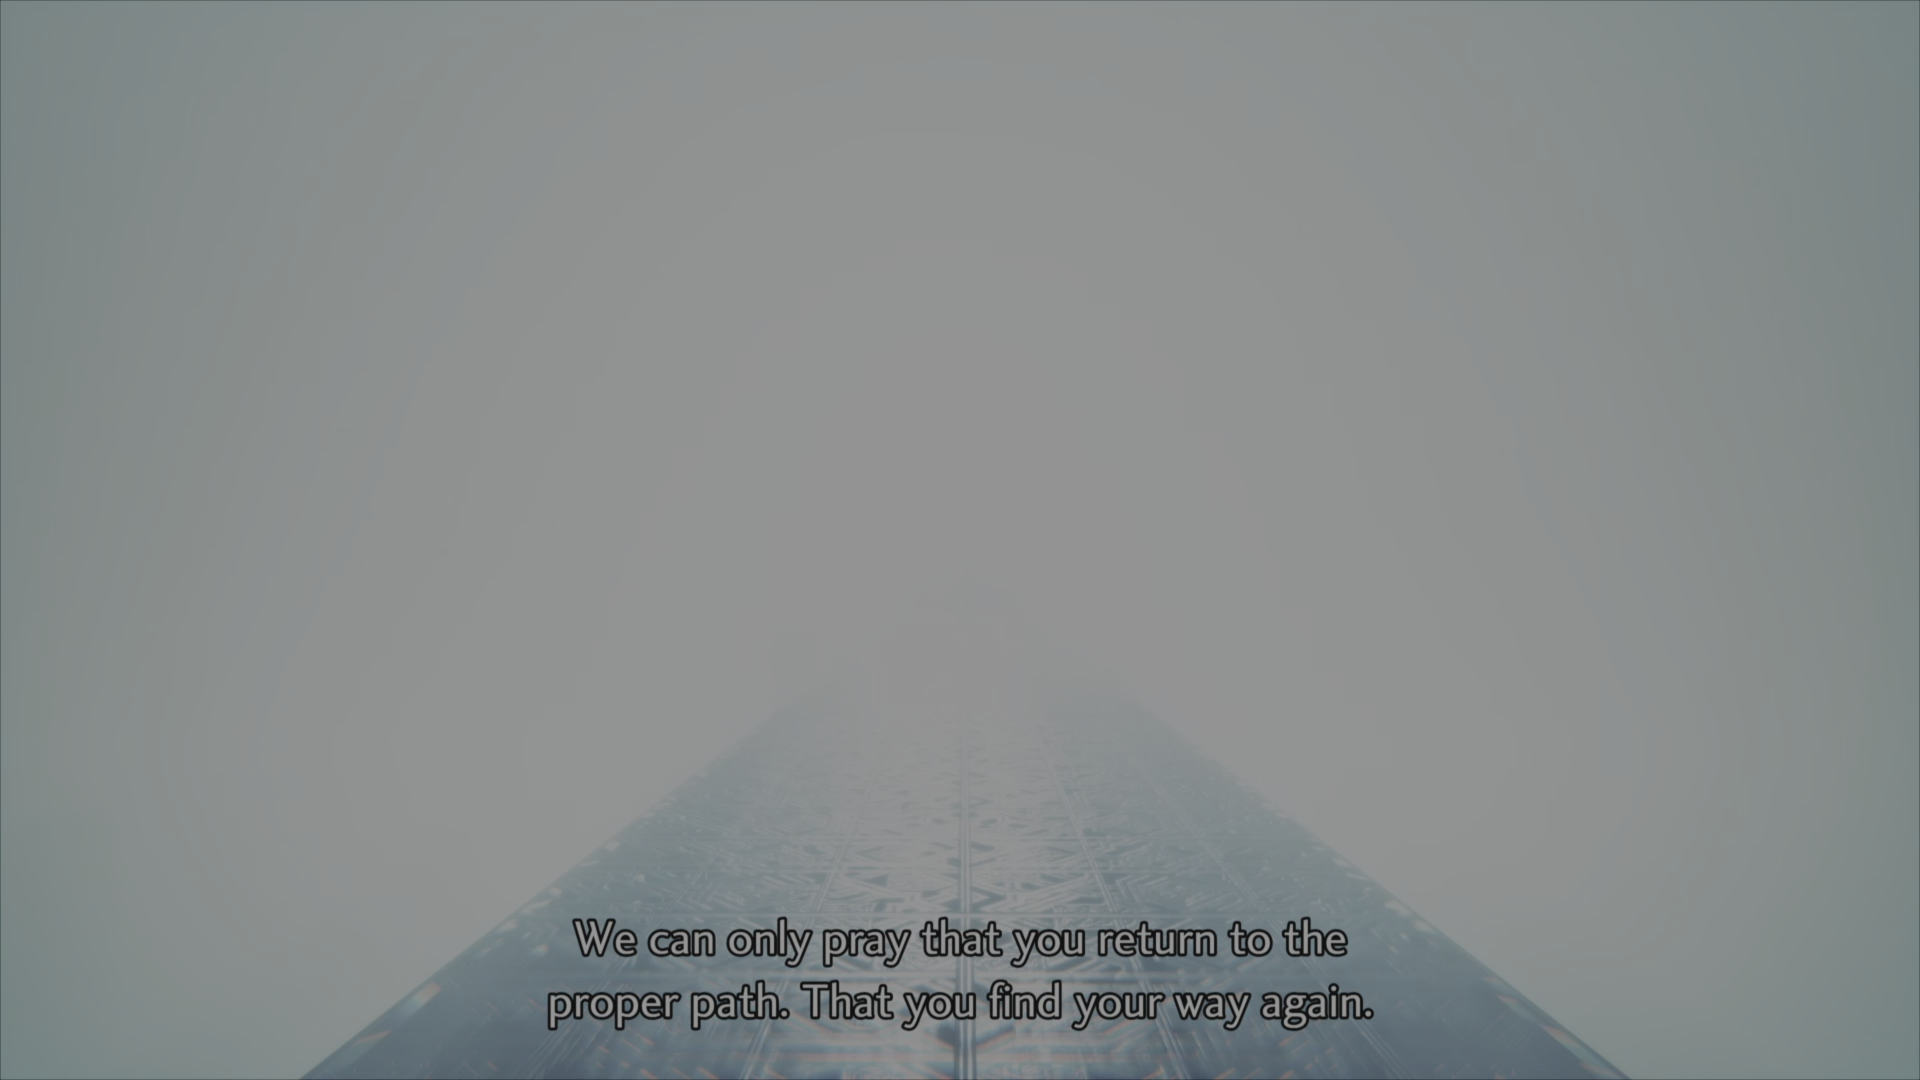 We can only pray that you return to the
proper path. That you find your way again.